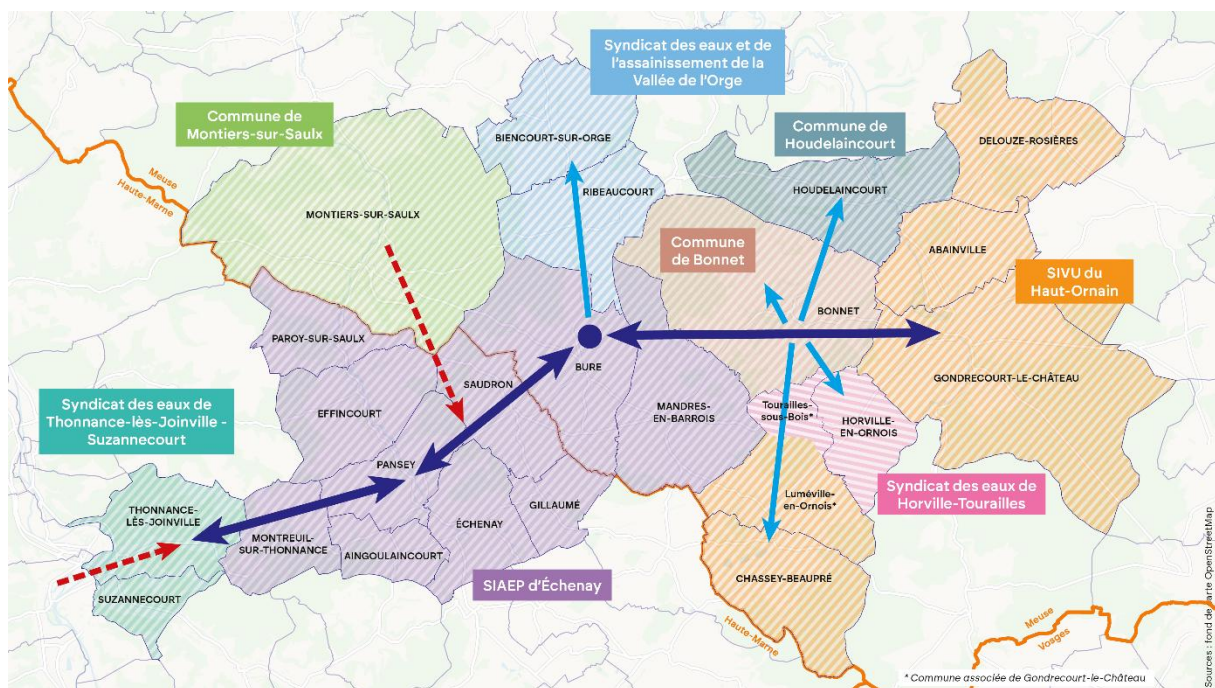 Syndicat des eaux et de
l'assainissement de la
Vallée de l'Orge
Commune de
Montiers-sur-Saulx
BIENCOURT-SUR-ORGE
Commune de
Houdelaincourt
DELOUZE-ROSIÈRES
Meuse
Haute-Marne
RIBEAUCOURT
HOUDELAINCOURT
MONTIERS-SUR-SAULX
Commune
de Bonnet
ABAINVILLE
SIVU du
Haut-Ornain
BONNET
PAROY-SUR-SAULX
SAUDRON
BURE
GONDRECOURT-LE-CHÂTEAU
Syndicat des eaux de
Thonnance-lès-Joinville -
Suzannecourt
EFFINCOURT
MANDRES-
EN-BARROIS
Tourailles-
sous-Bois*
HORVILLE-
EN-ORNOIS
PANSEY
Syndicat des eaux de
Horville-Tourailles
THONNANCE-
LÈS-JOINVILLE
MONTREUIL-
SUR-THONNANCE
AINGOULAINCOURT
ÉCHENAY
GILLAUMÉ
Luméville-
en-Ornois*
SUZANNECOURT
SIAEP d'Échenay
CHASSEY-BEAUPRÉ
Haute-Marne
Meuse
Vosges
* Commune associée de Gondrecourt-le-Château
Sources : fond de carte OpenStreetMap